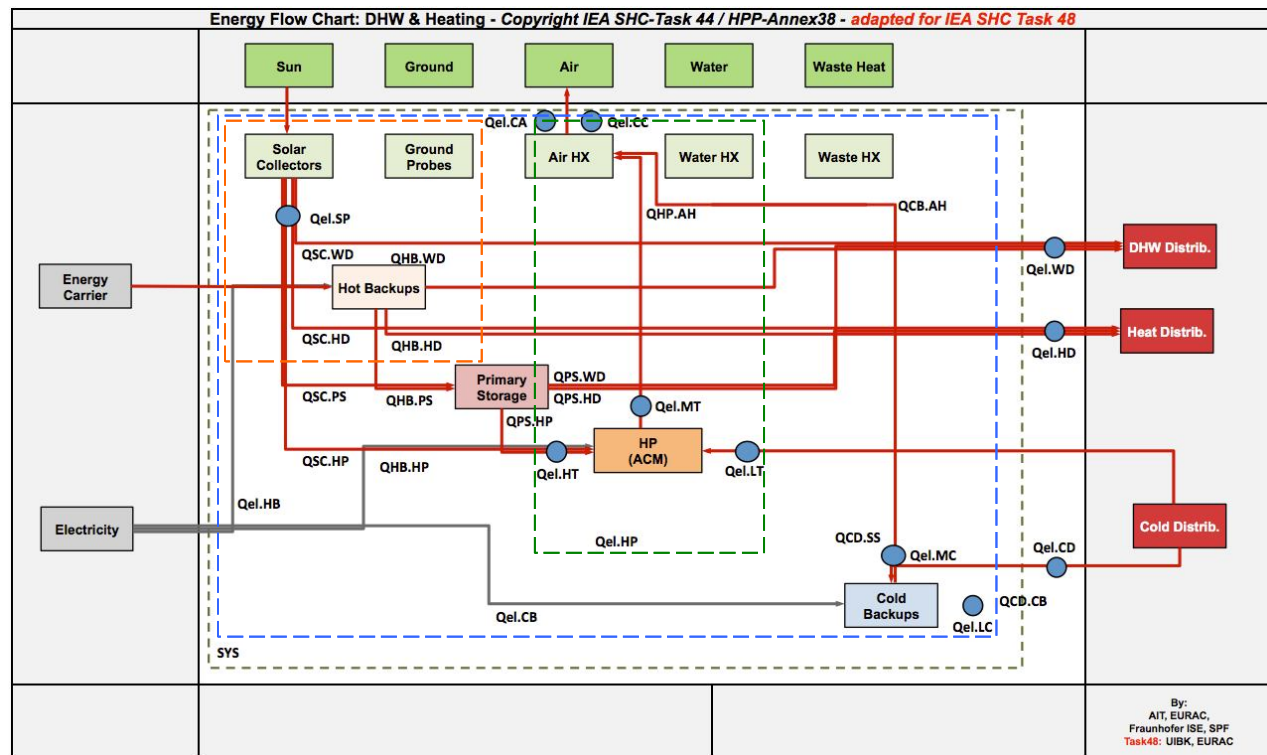 Energy Flow Chart: DHW & Heating - Copyright IEA SHC-Task 44 / HPP-Annex38 - adapted for IEA SHC Task 48
Sun
Ground
Air
Water
Waste Heat
Qel.CA
Qel.CC
Solar
Collectors
Ground
Probes
Air HX
Water HX
Waste HX
Qel.SP
QHP.AH
QCB.AH
QSC.WD
QHB.WD
DHW Distrib.
Qel.WD
Energy
Carrier
Hot Backups
QSC.HD
QHB.HD
Heat Distrib.
Qel.HD
QSC.PS
QHB.PS
Primary
Storage
QPS.WD
QPS.HD
QPS.HP
Qel.MT
QSC.HP
QHB.HP
Qel.HT
HP
(ACM)
Qel.LT
Qel.HB
Electricity
Cold Distrib.
Qel.HP
QCD.SS
Qel.MC
Qel.CD
Qel.CB
Cold
Backups
QCD.CB
Qel.LC
SYS
By:
AIT, EURAC,
Fraunhofer ISE, SPF
Task48: UIBK, EURAC